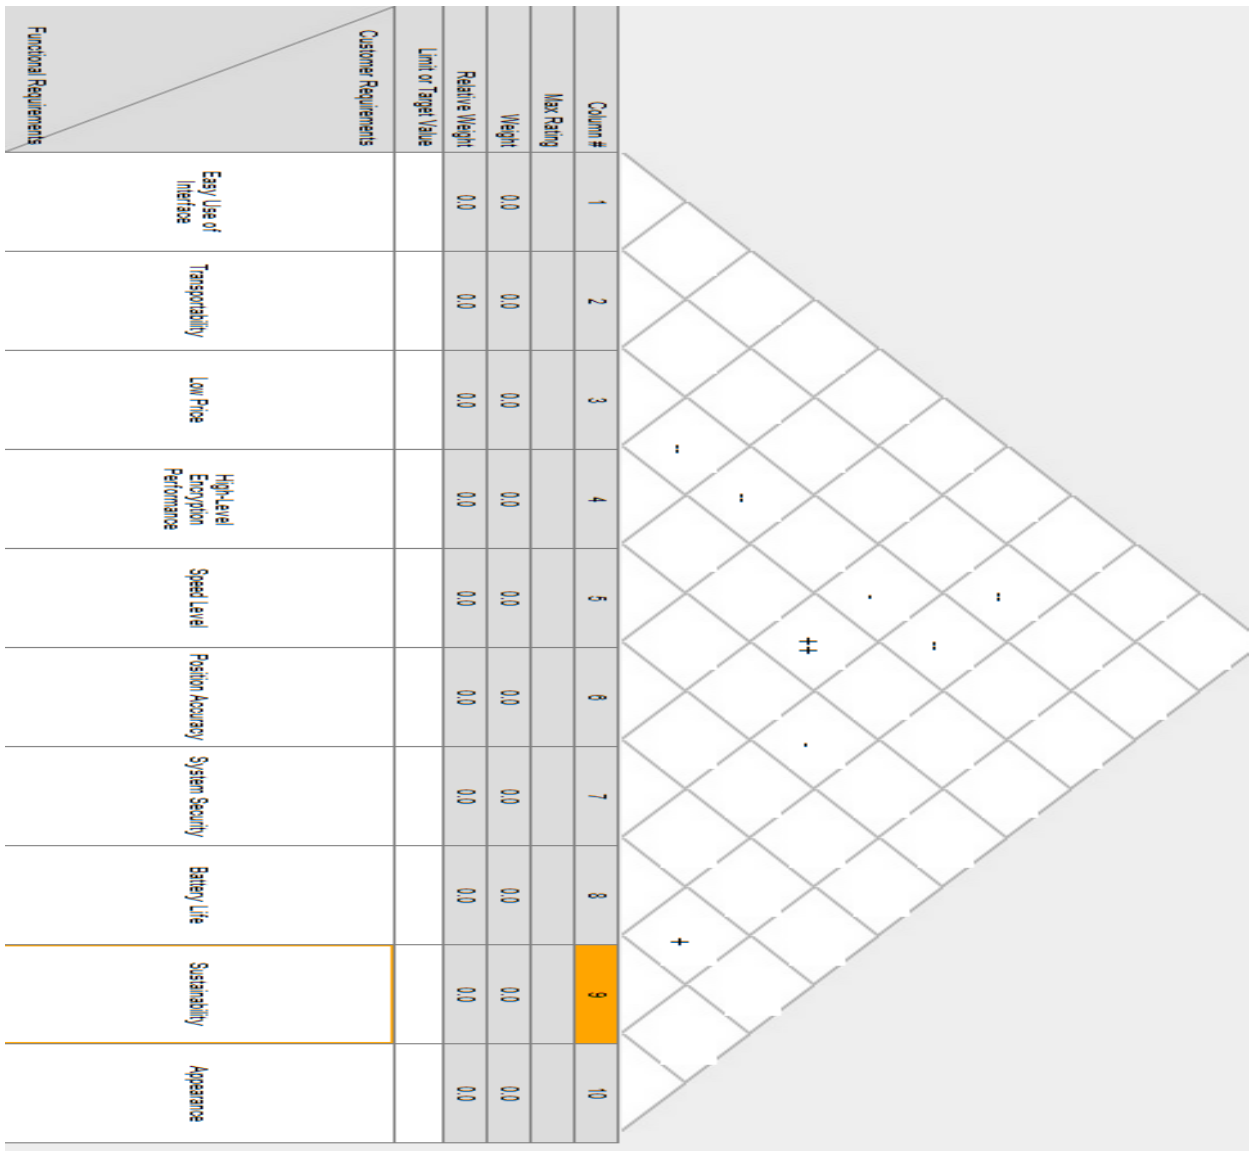 --
--
-
++ -
--
-- +
Column # 1 2 3 4 5 6 7 8 9 10
Max Rating
Weight 0.0 0.0 0.0 0.0 0.0 0.0 0.0 0.0 0.0 0.0
Relative Weight 0.0 0.0 0.0 0.0 0.0 0.0 0.0 0.0 0.0 0.0
Limit or Target Value
Customer Requirements
Functional Requirements
Easy Use of
Interface
Transportability
Low Price
High-Level
Encryption
Performance
Speed Level
Position Accuracy
System Security
Battery Life
Sustainability
Appearance